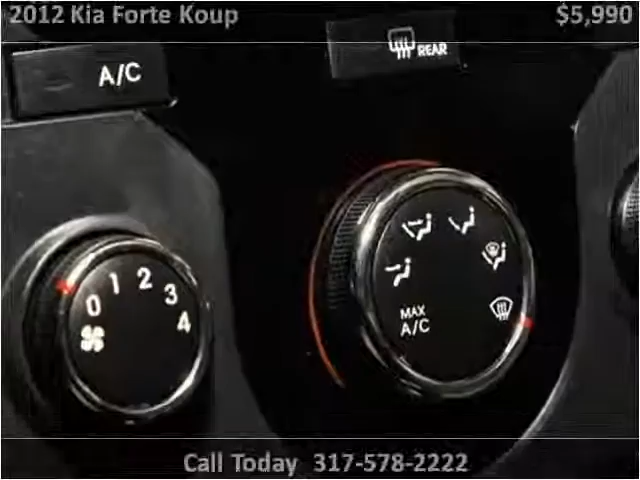 2012 Kia Forte Koup $5,990
A/C
REAR
0 1 2 3 4
MAX
A/C
Call Today 317-578-2222